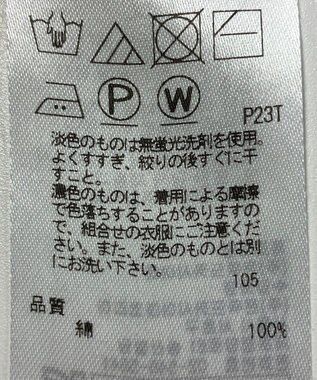 P W
P23T
淡色のものは無蛍光洗剤を使用。
よくすすぎ、絞りの後すぐに干
すこと。
濃色のものは、着用による摩擦
で色落ちすることがありますの
で、組合せの衣服にご注意くだ
さい。また、淡色のものとは別
にお洗い下さい。
105
品質
綿 100%